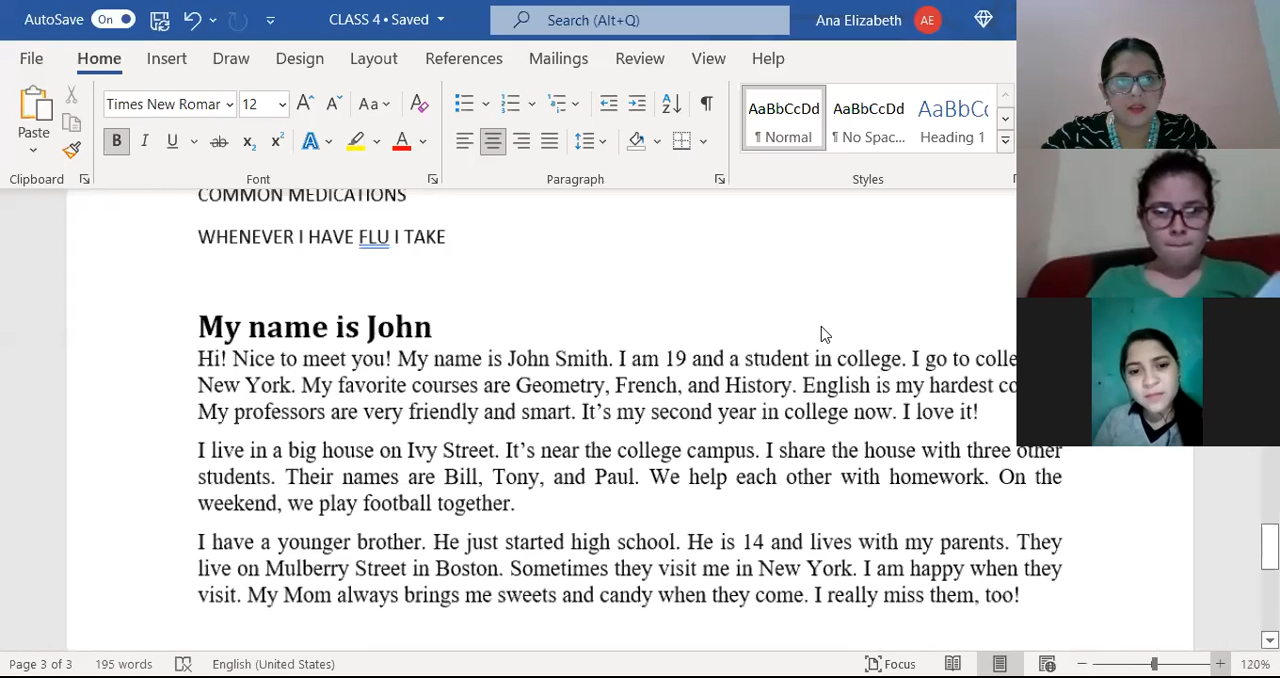 AutoSave On CLASS 4 • Saved Search (Alt+Q) Ana Elizabeth AE
File Home Insert Draw Design Layout References Mailings Review View Help
Times New Romar 12 Aa AaBbCcDd AaBbCcDd AaBbCc
Paste B I U ab x₂ x² A A ¶ Normal ¶ No Spac... Heading 1
Clipboard Font Paragraph Styles
COMMON MEDICATIONS
WHENEVER I HAVE FLU I TAKE
My name is John
Hi! Nice to meet you! My name is John Smith. I am 19 and a student in college. I go to
New York. My favorite courses are Geometry, French, and History. English is my hardest
My professors are very friendly and smart. It’s my second year in college now. I love it!
I live in a big house on Ivy Street. It’s near the college campus. I share the house with three other
students. Their names are Bill, Tony, and Paul. We help each other with homework. On the
weekend, we play football together.
I have a younger brother. He just started high school. He is 14 and lives with my parents. They
live on Mulberry Street in Boston. Sometimes they visit me in New York. I am happy when they
visit. My Mom always brings me sweets and candy when they come. I really miss them, too!
Page 3 of 3 195 words English (United States) Focus 120%